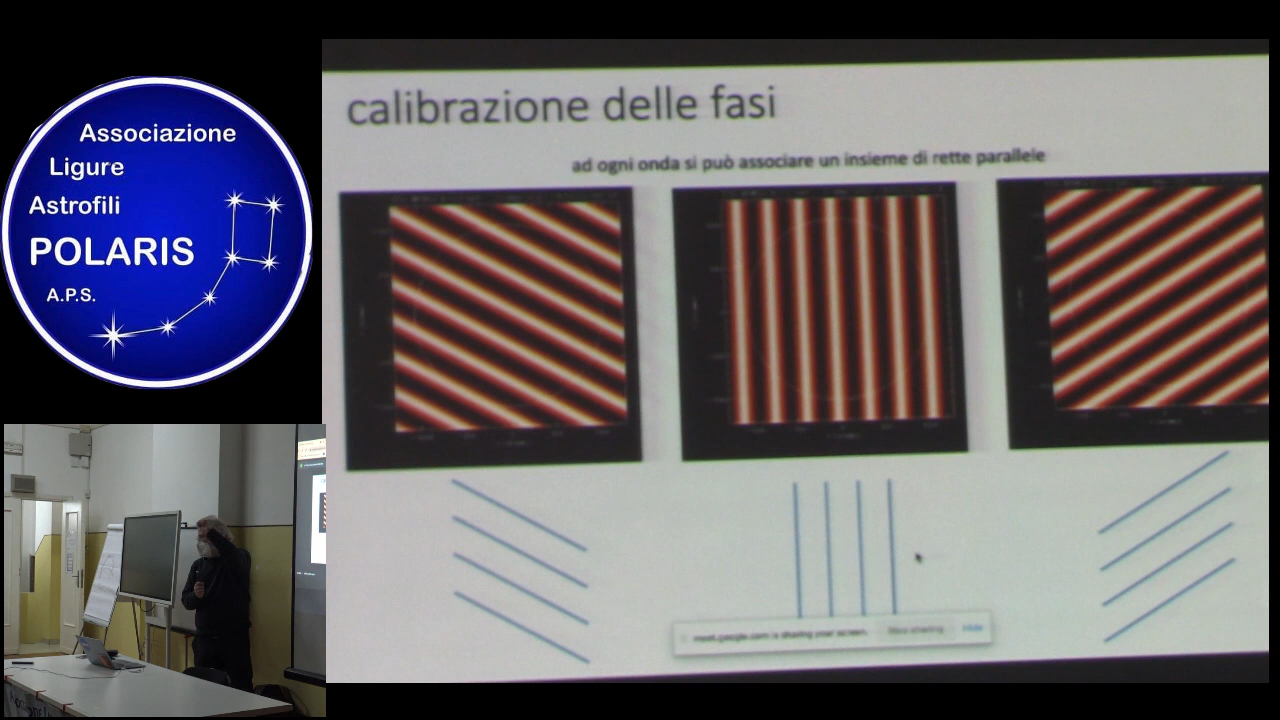 Associazione
Ligure
Astrofili
POLARIS
A.P.S.
calibrazione delle fasi
ad ogni onda si può associare un insieme di rette parallele
meet.google.com is sharing your screen.
Stop sharing
Hide